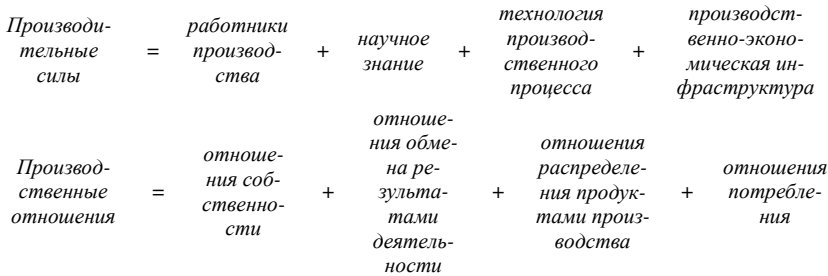 Производи-
тельные
силы
=
работники
производ-
ства
+
научное
знание
+
технология
производ-
ственного
процесса
+
производст-
венно-эконо-
мическая ин-
фраструктура
Производ-
ственные
отношения
=
отноше-
ния соб-
ственно-
сти
+
отноше-
ния обме-
на ре-
зультa-
тами
деятель-
ности
+
отношения
распределе-
ния продук-
тами произ-
водства
+
отношения
потребле-
ния